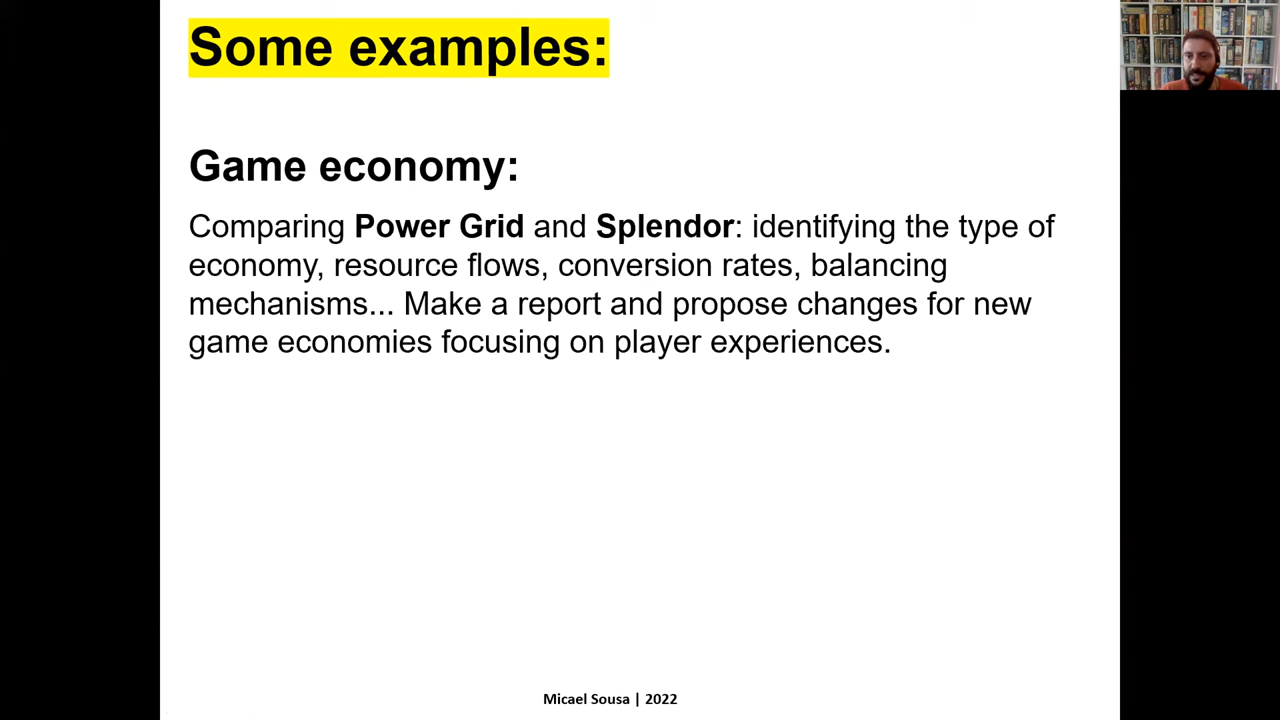 Some examples:
Game economy:
Comparing Power Grid and Splendor: identifying the type of
economy, resource flows, conversion rates, balancing
mechanisms... Make a report and propose changes for new
game economies focusing on player experiences.
Micael Sousa | 2022